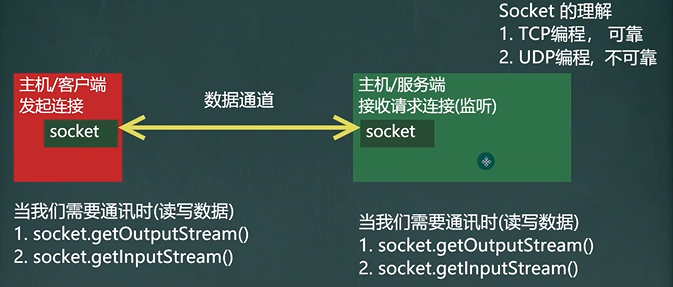 Socket 的理解
1. TCP编程， 可靠
2. UDP编程, 不可靠
主机/客户端
发起连接
socket
数据通道
主机/服务端
接收请求连接(监听)
socket
当我们需要通讯时(读写数据)
1. socket.getOutputStream()
2. socket.getInputStream()
当我们需要通讯时(读写数据)
1. socket.getOutputStream()
2. socket.getInputStream()